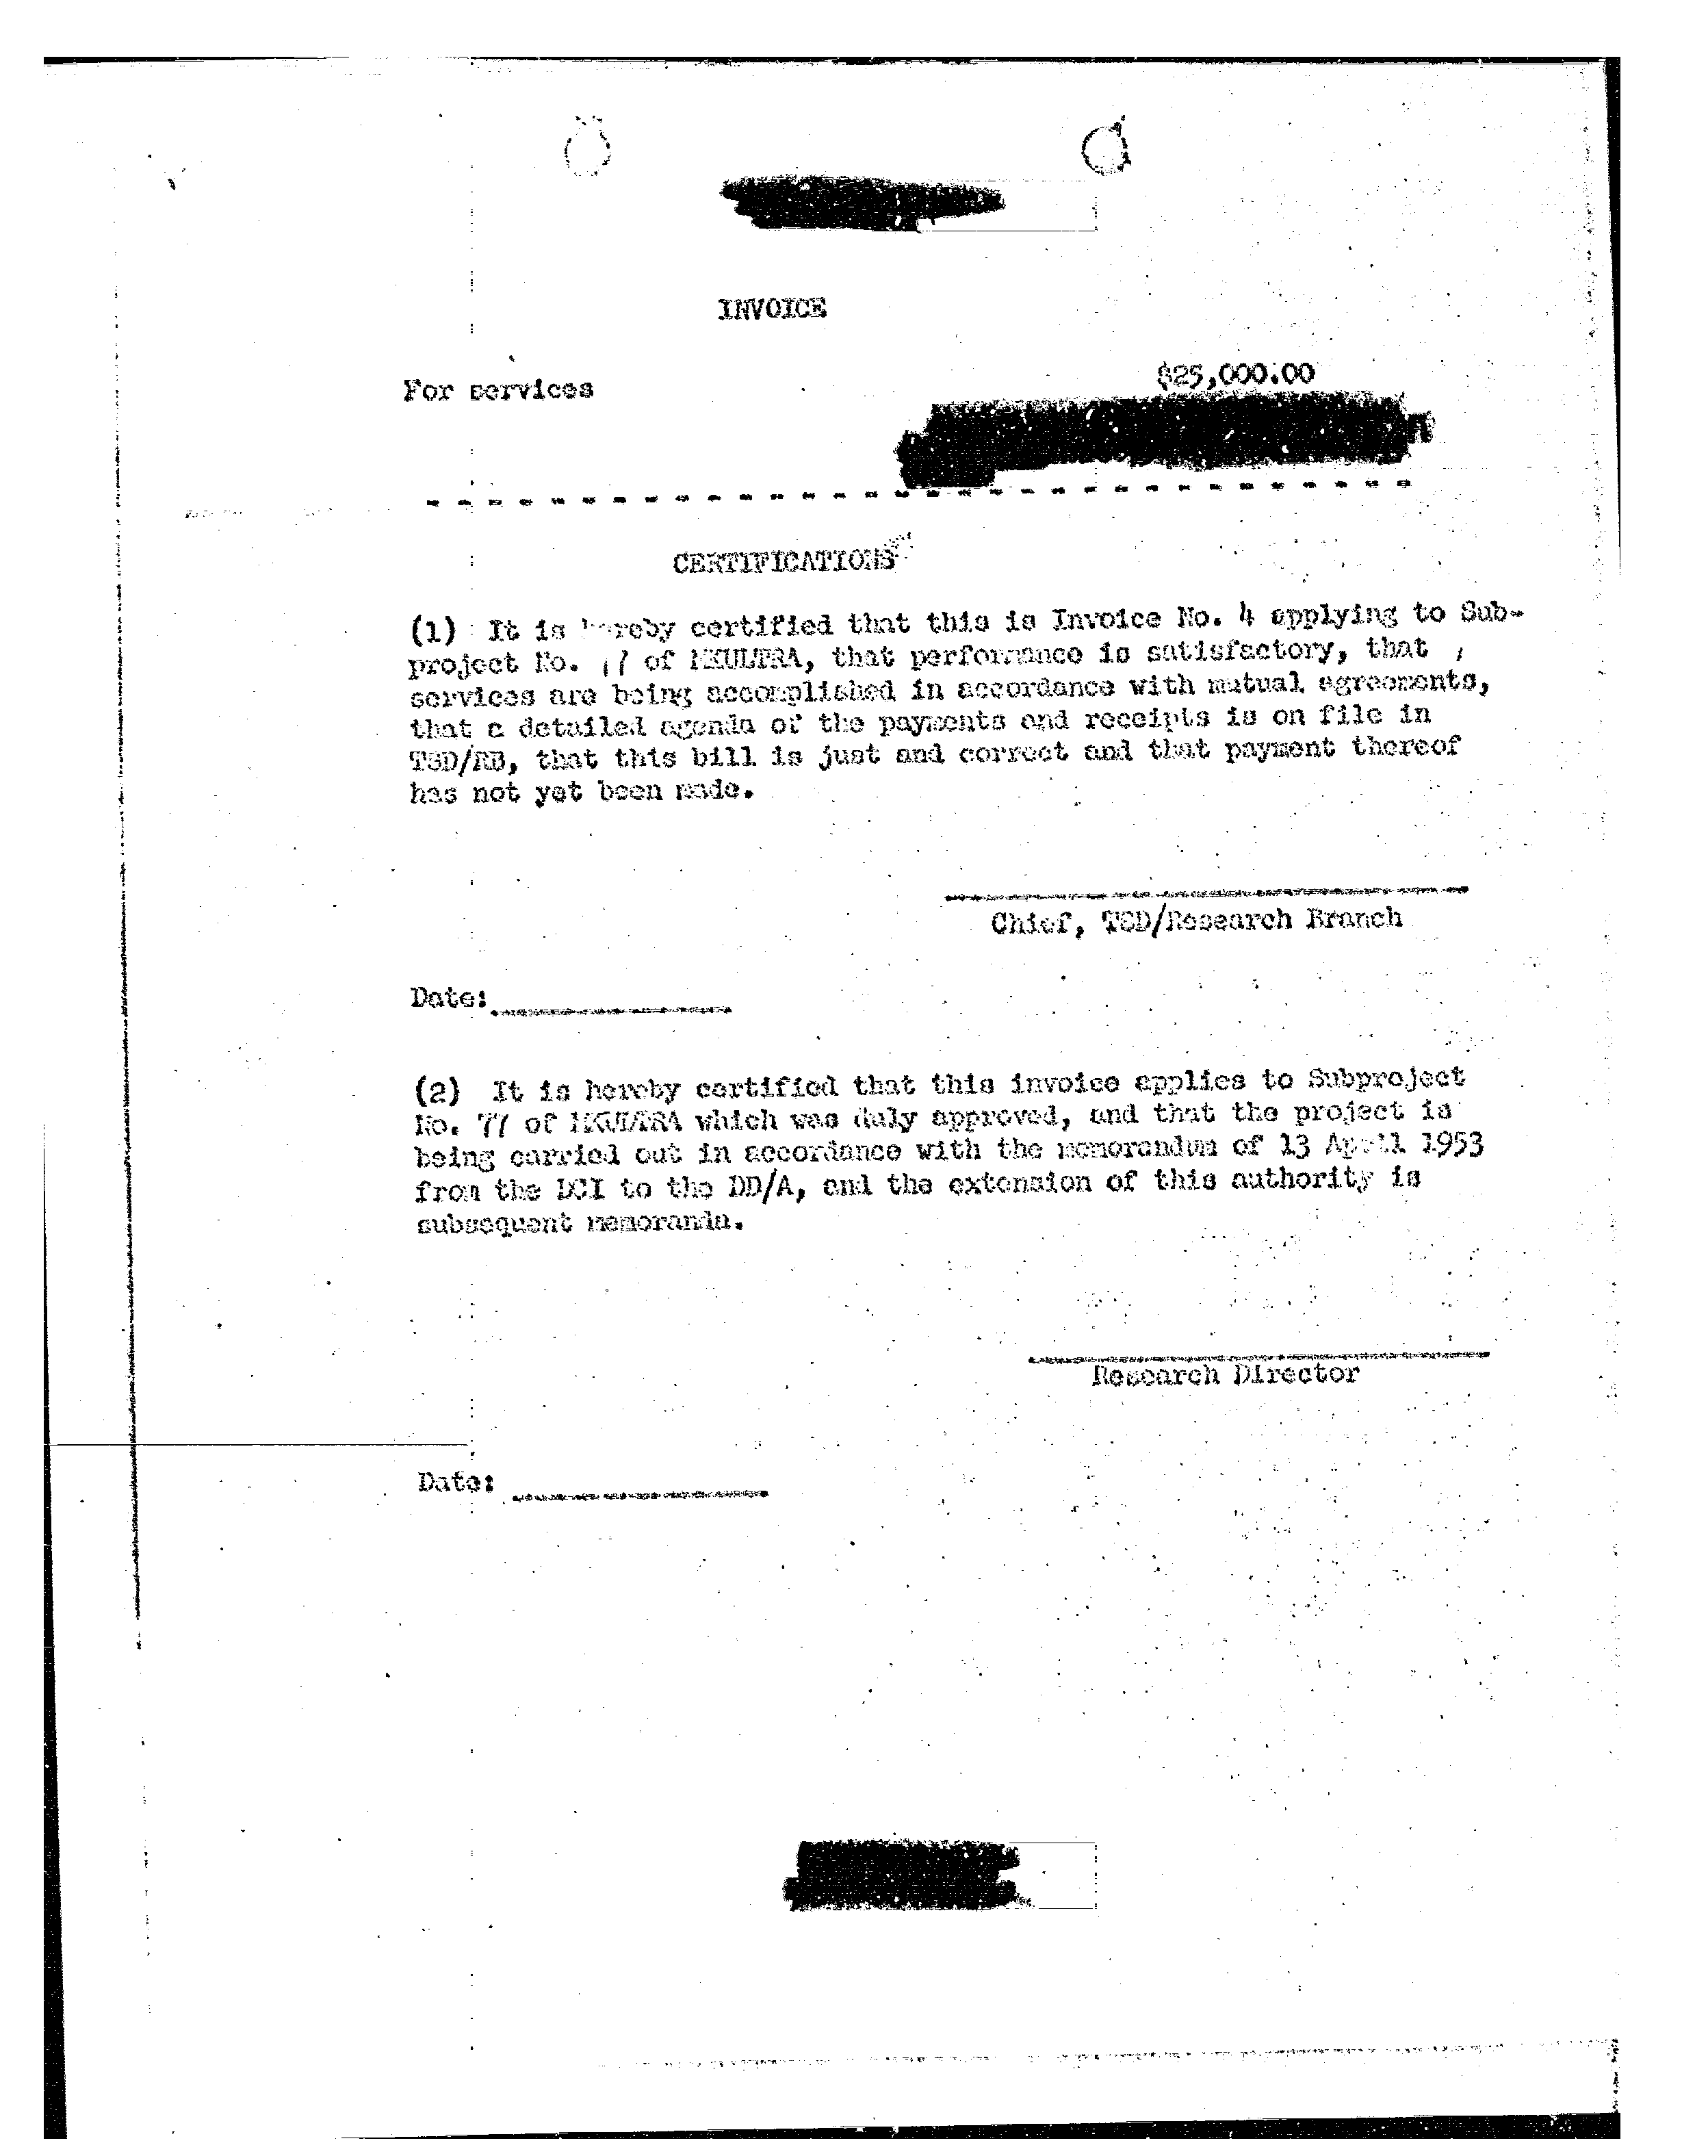 INVOICE
For services
$25,000.00
CERTIFICATIONS
(1) It is hereby certified that this is Invoice No. 4 applying to Sub-
project No. 77 of MKULTRA, that performance is satisfactory, that
services are being accomplished in accordance with mutual agreements,
that a detailed agenda of the payments and receipts is on file in
TSD/RB, that this bill is just and correct and that payment thereof
has not yet been made.
Chief, TSD/Research Branch
Date:
(2) It is hereby certified that this invoice applies to Subproject
No. 77 of MKULTRA which was duly approved, and that the project is
being carried out in accordance with the memorandum of 13 April 1953
from the DCI to the DD/A, and the extension of this authority is
subsequent memoranda.
Research Director
Date: